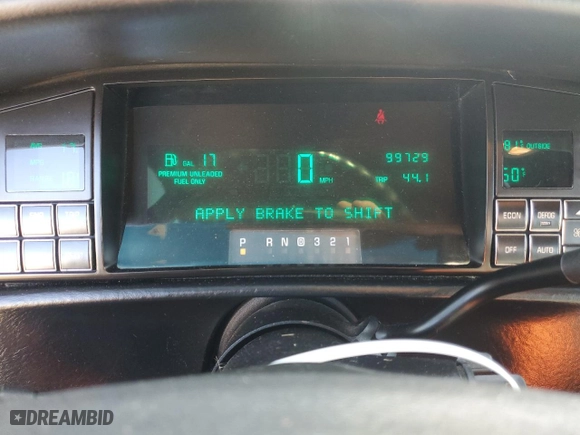 GAL 17
PREMIUM UNLEADED
FUEL ONLY
0 MPH
99729
TRIP 44.1
APPLY BRAKE TO SHIFT
P R N D 3 2 1
OUTSIDE
60°
ECON
DEFOG
OFF
AUTO
DREAMBID